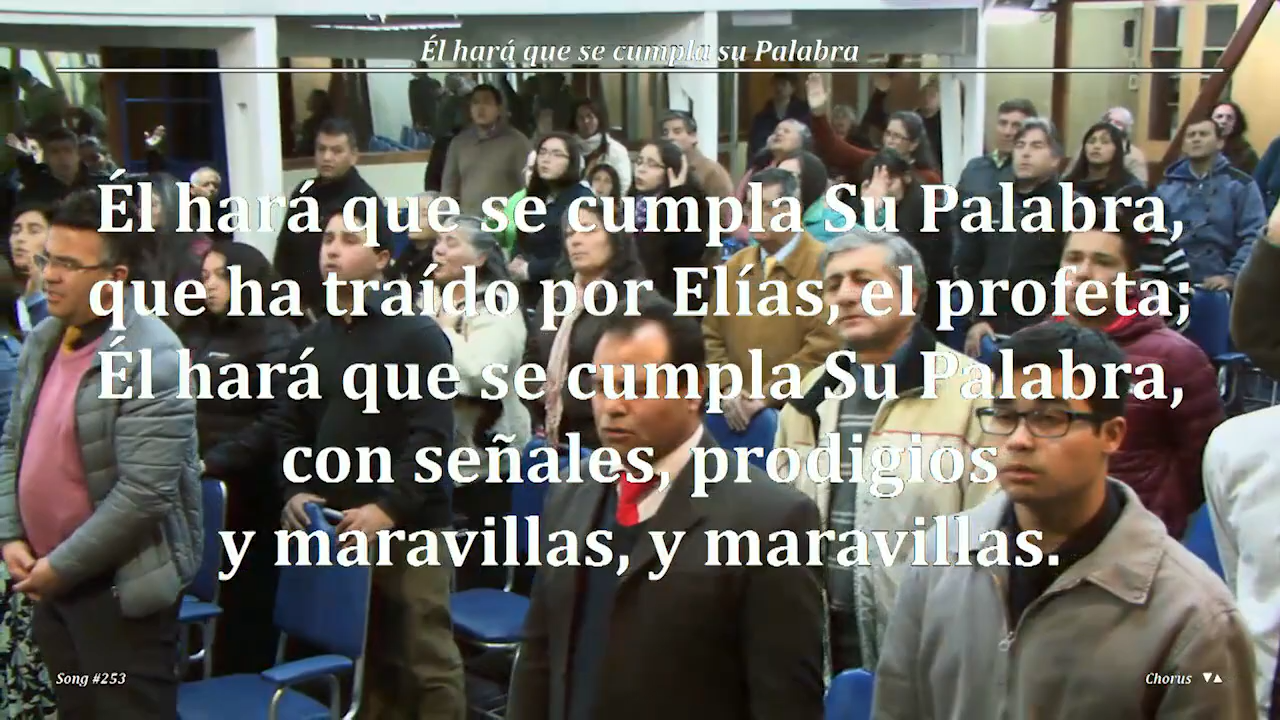 Él hará que se cumpla su Palabra
Él hará que se cumpla Su Palabra,
que ha traído por Elías, el profeta;
Él hará que se cumpla Su Palabra,
con señales, prodigios
y maravillas, y maravillas.
Song #253
Chorus ▼▲